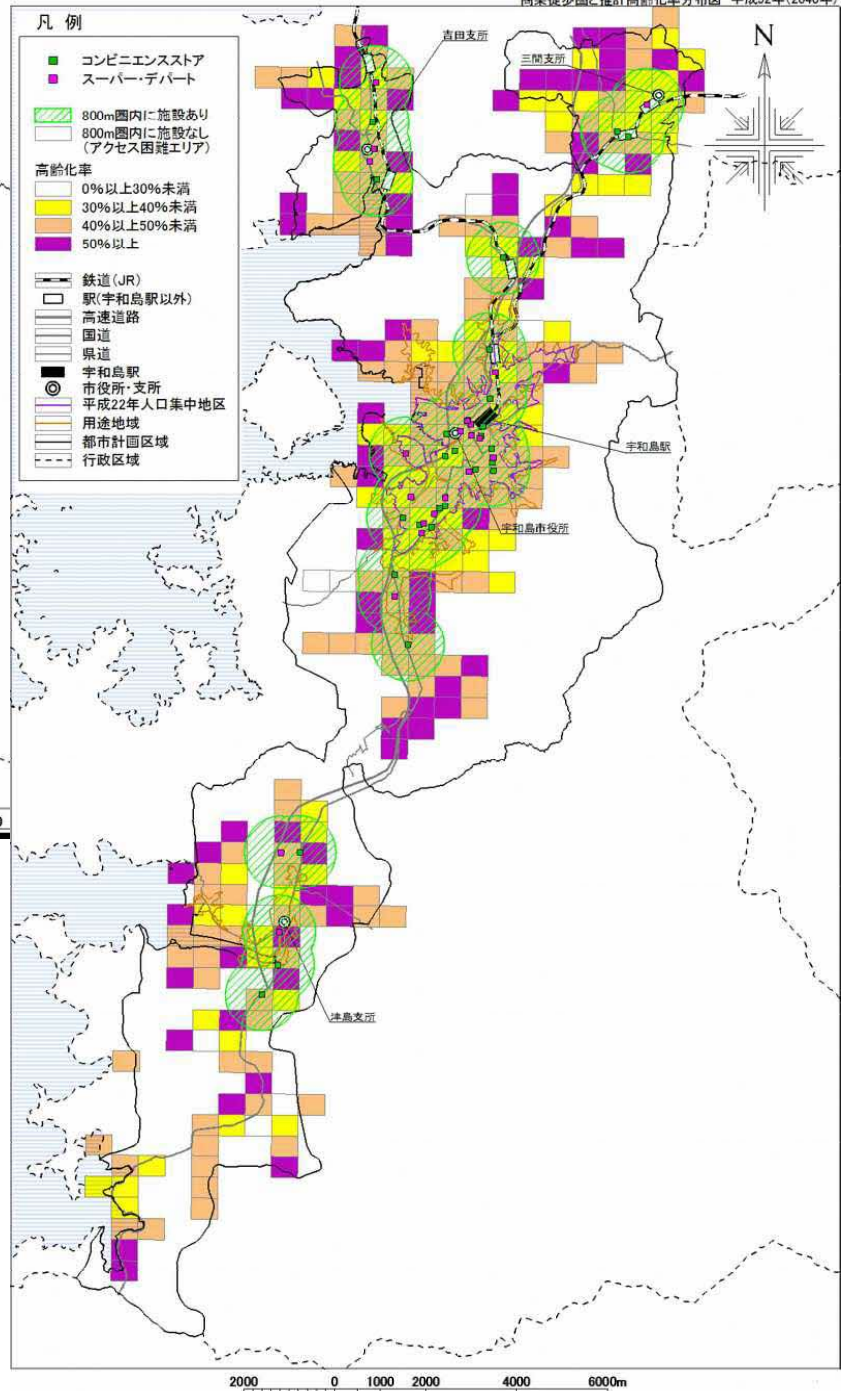 商業徒歩圏と推計高齢化率分布図 平成52年(2040年)
凡 例
コンビニエンスストア
スーパー・デパート
800m圏内に施設あり
800m圏内に施設なし
(アクセス困難エリア)
高齢化率
0%以上30%未満
30%以上40%未満
40%以上50%未満
50%以上
鉄道(JR)
駅(宇和島駅以外)
高速道路
国道
県道
宇和島駅
市役所・支所
平成22年人口集中地区
用途地域
都市計画区域
行政区域
吉田支所
三間支所
N
宇和島駅
宇和島市役所
津島支所
2000 0 2000 4000 6000m